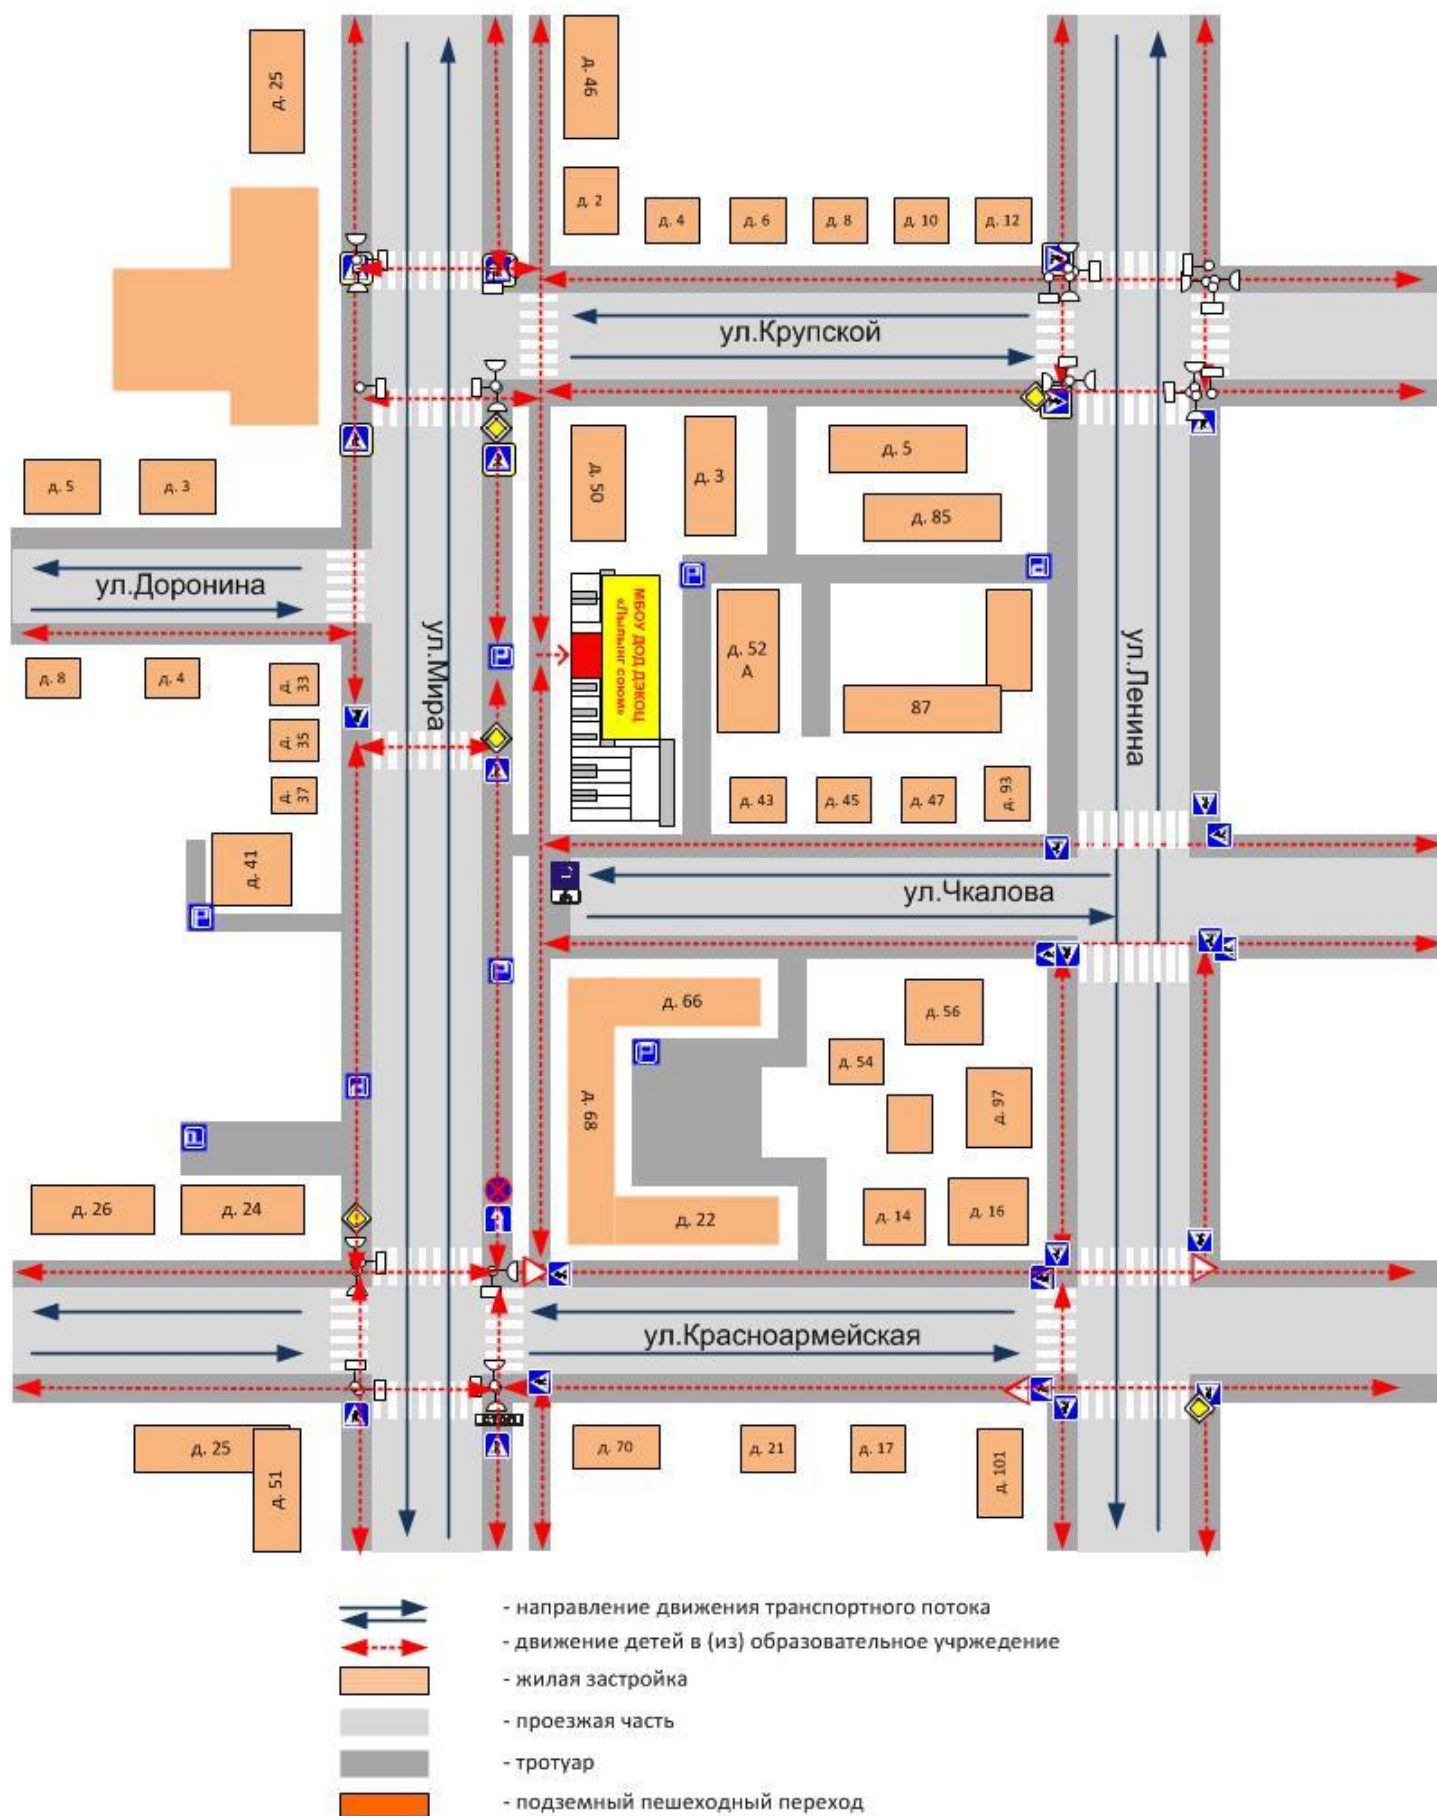 д. 25
д. 46
д. 2
д. 4
д. 6
д. 8
д. 10
д. 12
ул.Крупской
д. 5
д. 3
д. 50
д. 3
д. 5
д. 85
ул.Доронина
МБОУ ДОД ДЭКОЦ
«Лылынг союм»
ул.Мира
д. 52
А
87
ул.Ленина
д. 8
д. 4
д. 33
д. 35
д. 37
д. 43
д. 45
д. 47
д. 93
д. 41
ул.Чкалова
д. 66
д. 56
д. 54
д. 97
д. 68
д. 26
д. 24
д. 22
д. 14
д. 16
ул.Красноармейская
д. 25
д. 51
д. 70
д. 21
д. 17
д. 101
- направление движения транспортного потока
- движение детей в (из) образовательное учржедение
- жилая застройка
- проезжая часть
- тротуар
- подземный пешеходный переход